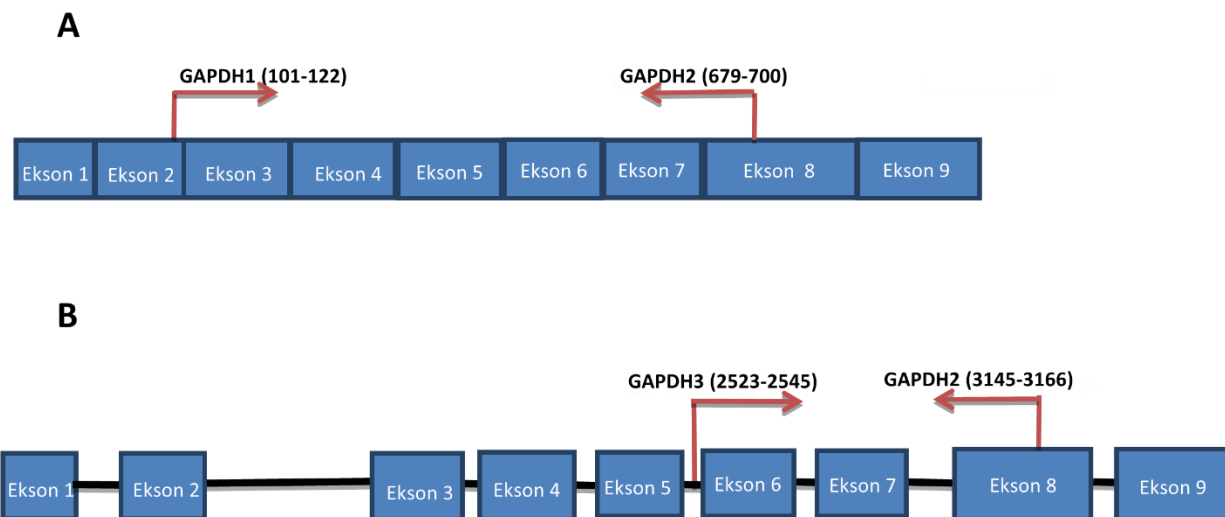 A
GAPDH1 (101-122)
GAPDH2 (679-700)
Ekson 1
Ekson 2
Ekson 3
Ekson 4
Ekson 5
Ekson 6
Ekson 7
Ekson 8
Ekson 9
B
GAPDH3 (2523-2545)
GAPDH2 (3145-3166)
Ekson 1
Ekson 2
Ekson 3
Ekson 4
Ekson 5
Ekson 6
Ekson 7
Ekson 8
Ekson 9